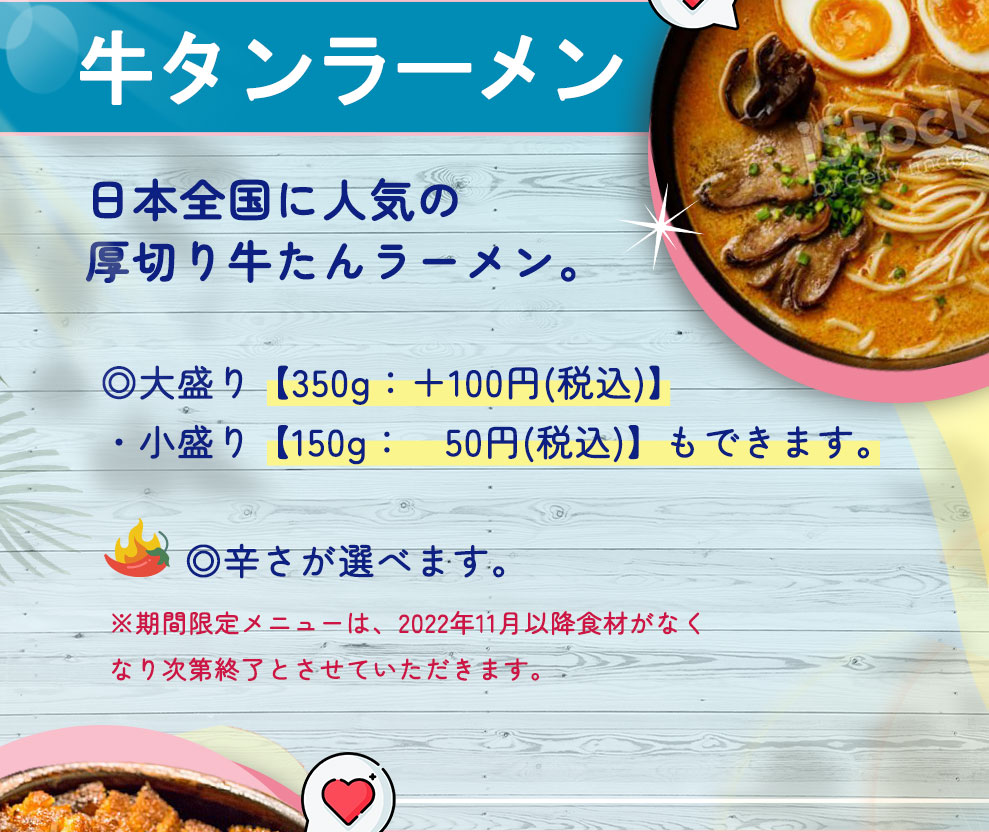 牛タンラーメン
日本全国に人気の
厚切り牛たんラーメン。
◎大盛り【350g：＋100円(税込)】
・小盛り【150g：　50円(税込)】もできます。
◎辛さが選べます。
※期間限定メニューは、2022年11月以降食材がなく
なり次第終了とさせていただきます。
iStock
by Getty Images